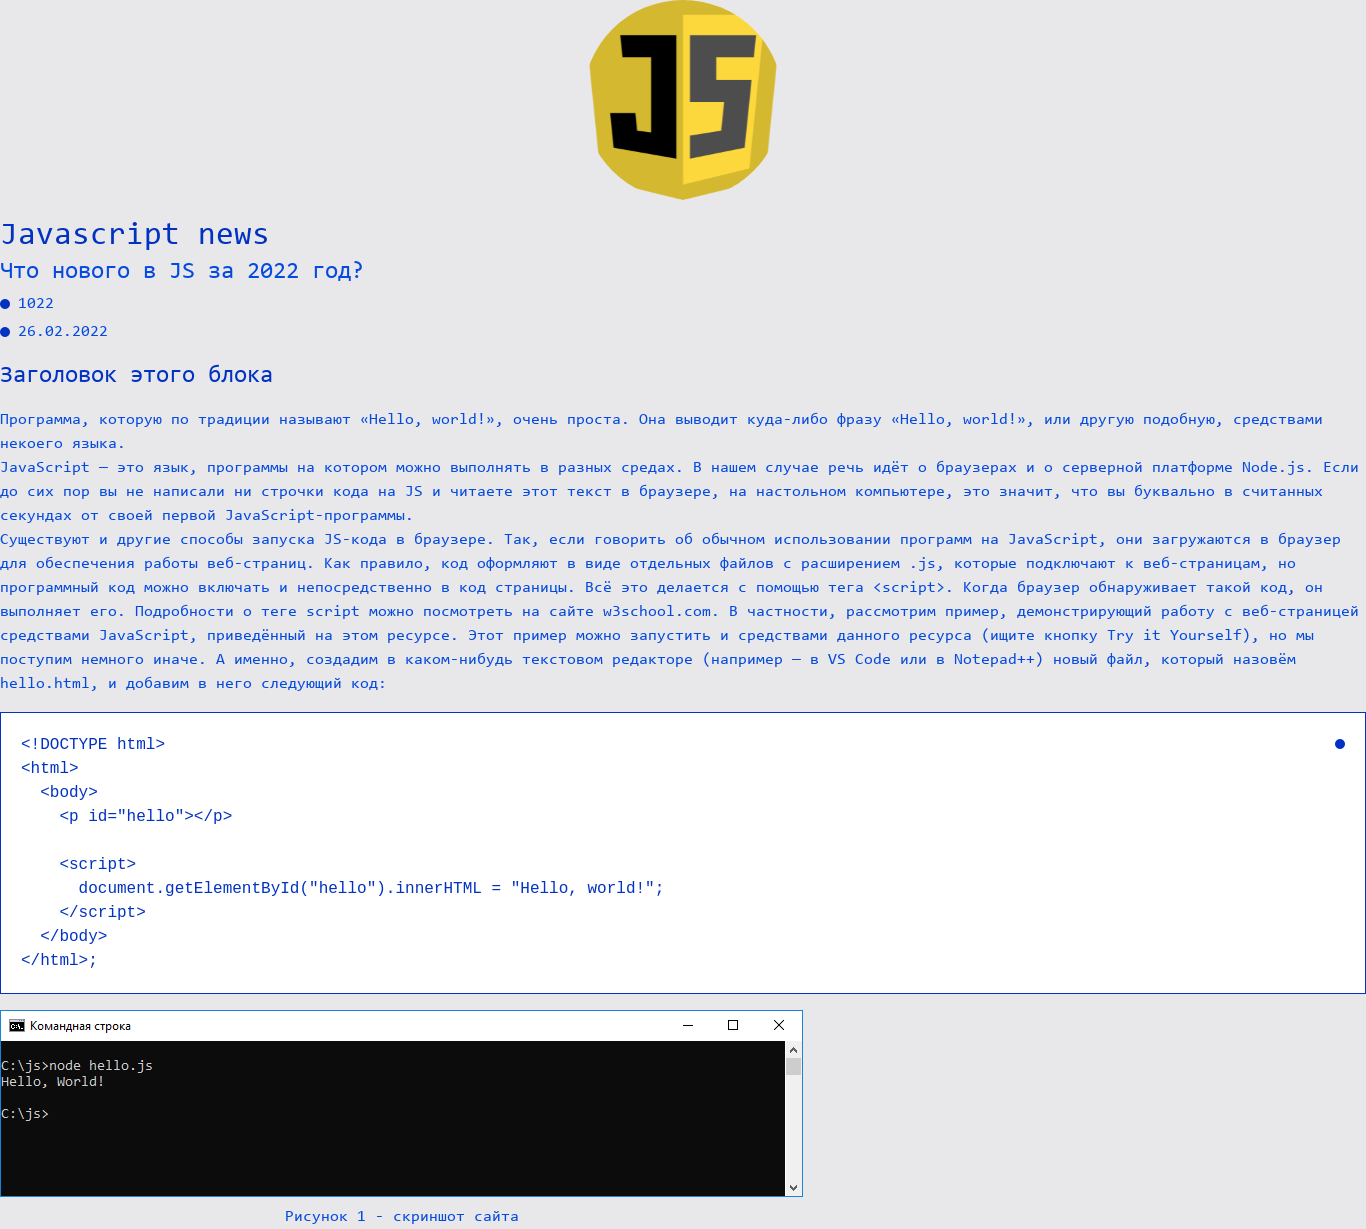 JS
Javascript news
Что нового в JS за 2022 год?
1022
26.02.2022
Заголовок этого блока
Программа, которую по традиции называют «Hello, world!», очень проста. Она выводит куда-либо фразу «Hello, world!», или другую подобную, средствами
некоего языка.
JavaScript — это язык, программы на котором можно выполнять в разных средах. В нашем случае речь идёт о браузерах и о серверной платформе Node.js. Если
до сих пор вы не написали ни строчки кода на JS и читаете этот текст в браузере, на настольном компьютере, это значит, что вы буквально в считанных
секундах от своей первой JavaScript-программы.
Существуют и другие способы запуска JS-кода в браузере. Так, если говорить об обычном использовании программ на JavaScript, они загружаются в браузер
для обеспечения работы веб-страниц. Как правило, код оформляют в виде отдельных файлов с расширением .js, которые подключают к веб-страницам, но
программный код можно включать и непосредственно в код страницы. Всё это делается с помощью тега <script>. Когда браузер обнаруживает такой код, он
выполняет его. Подробности о теге script можно посмотреть на сайте w3school.com. В частности, рассмотрим пример, демонстрирующий работу с веб-страницей
средствами JavaScript, приведённый на этом ресурсе. Этот пример можно запустить и средствами данного ресурса (ищите кнопку Try it Yourself), но мы
поступим немного иначе. А именно, создадим в каком-нибудь текстовом редакторе (например — в VS Code или в Notepad++) новый файл, который назовём
hello.html, и добавим в него следующий код:
<!DOCTYPE html>
<html>
  <body>
    <p id="hello"></p>
    <script>
      document.getElementById("hello").innerHTML = "Hello, world!";
    </script>
  </body>
</html>;
Командная строка
C:\js>node hello.js
Hello, World!
C:\js>
Рисунок 1 - скриншот сайта